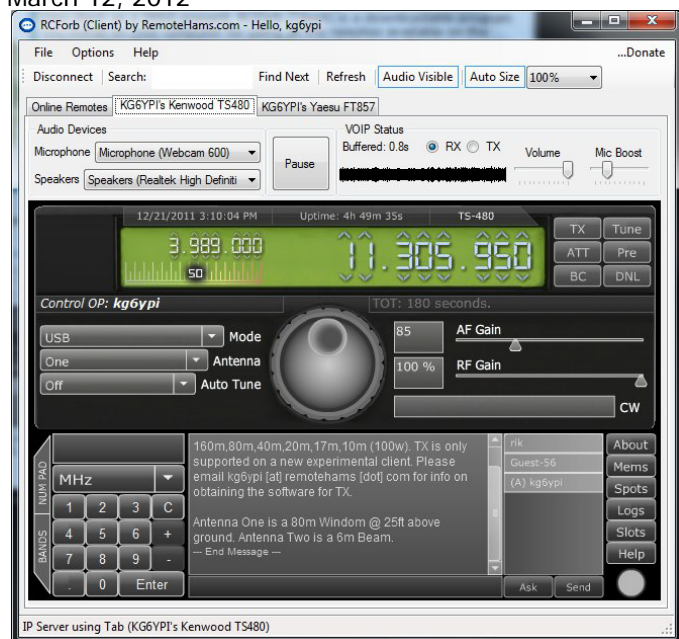 March 12, 2012
RCForb (Client) by RemoteHams.com - Hello, kg6ypi
File Options Help ...Donate
Disconnect Search: Find Next Refresh Audio Visible Auto Size 100%
Online Remotes KG6YPI's Kenwood TS480 KG6YPI's Yaesu FT857
Audio Devices
Microphone Microphone (Webcam 600)
Speakers Speakers (Realtek High Definiti
Pause
VOIP Status
Buffered: 0.8s RX TX
Volume Mic Boost
12/21/2011 3:10:04 PM Uptime: 4h 49m 35s TS-480
3.989.000
50
11.305.950
TX Tune
ATT Pre
BC DNL
Control OP: kg6ypi TOT: 180 seconds.
USB Mode
One Antenna
Off Auto Tune
85 AF Gain
100 % RF Gain
CW
NUM PAD
BANDS
MHz
1 2 3 C
4 5 6 +
7 8 9 -
. 0 Enter
160m,80m,40m,20m,17m,10m (100w). TX is only
supported on a new experimental client. Please
email kg6ypi [at] remotehams [dot] com for info on
obtaining the software for TX.
Antenna One is a 80m Windom @ 25ft above
ground. Antenna Two is a 6m Beam.
--- End Message ---
rik
Guest-56
(A) kg6ypi
Ask Send
About
Mems
Spots
Logs
Slots
Help
IP Server using Tab (KG6YPI's Kenwood TS480)